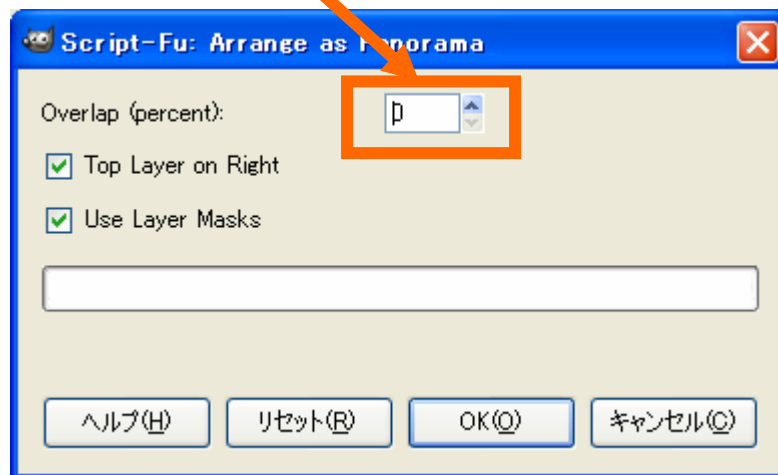 Script-Fu: Arrange as Panorama
Overlap (percent):
0
Top Layer on Right
Use Layer Masks
ヘルプ(H) リセット(R) OK(O) キャンセル(C)